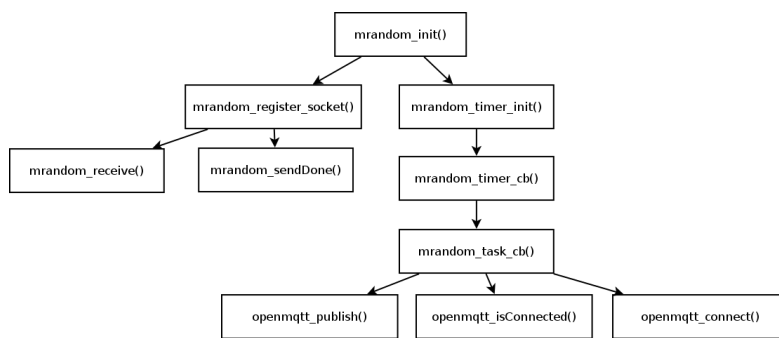 mrandom_init()
mrandom_register_socket()
mrandom_timer_init()
mrandom_receive()
mrandom_sendDone()
mrandom_timer_cb()
mrandom_task_cb()
openmqtt_publish()
openmqtt_isConnected()
openmqtt_connect()